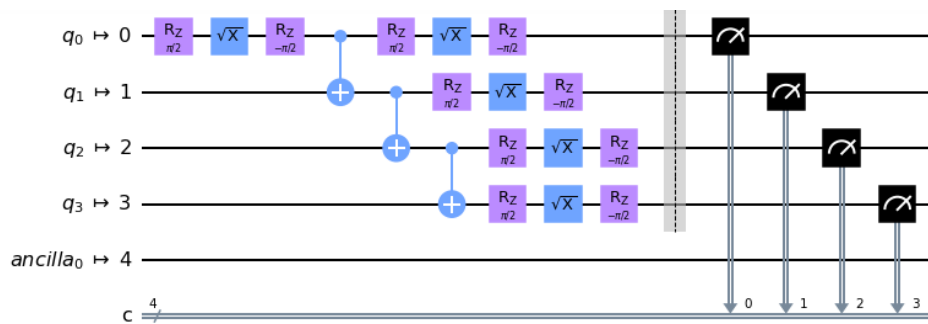 q0 ↦ 0 RZ π/2 √X RZ −π/2 RZ π/2 √X RZ −π/2
q1 ↦ 1 RZ π/2 √X RZ −π/2
q2 ↦ 2 RZ π/2 √X RZ −π/2
q3 ↦ 3 RZ π/2 √X RZ −π/2
ancilla0 ↦ 4
c 4 0 1 2 3